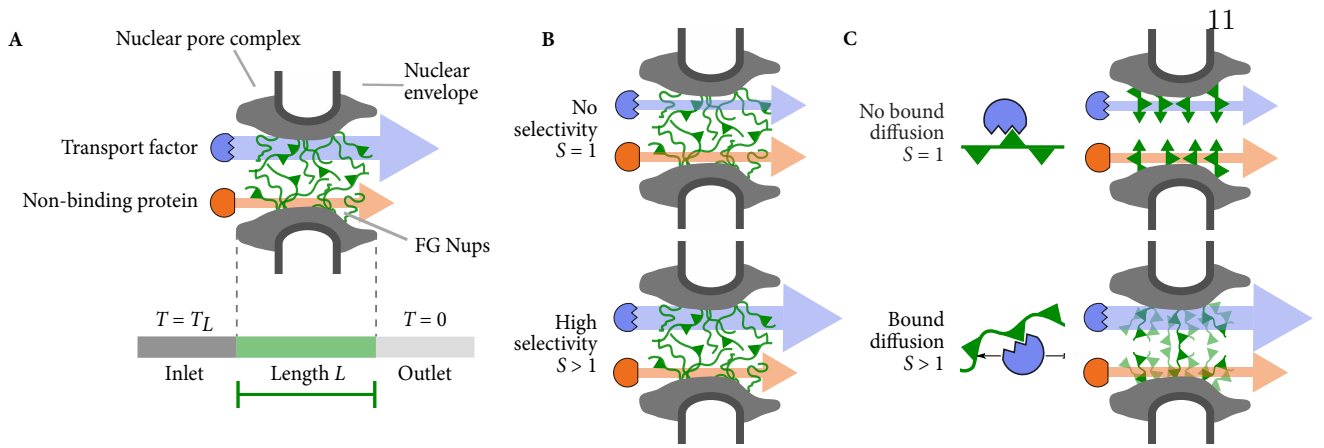 11
A
Nuclear pore complex
Nuclear
envelope
Transport factor
Non-binding protein
FG Nups
T = T_L
T = 0
Inlet
Length L
Outlet
B
No
selectivity
S = 1
High
selectivity
S > 1
C
No bound
diffusion
S = 1
Bound
diffusion
S > 1